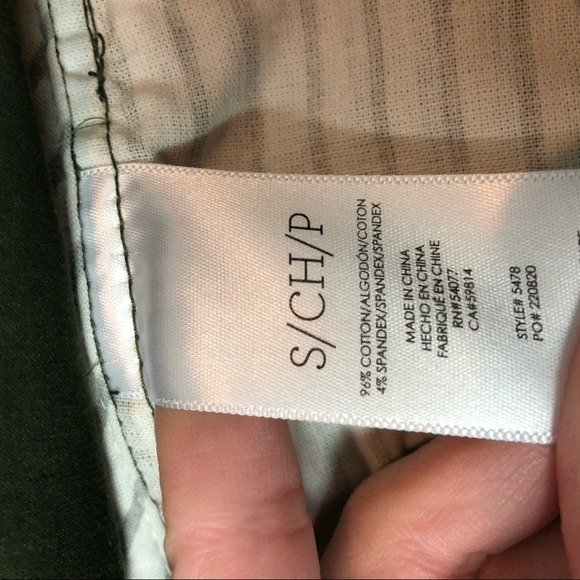 S/CH/P
96% COTTON/ALGODÓN/COTON
4% SPANDEX/SPANDEX/SPANDEX
MADE IN CHINA
HECHO EN CHINA
FABRIQUÉ EN CHINE
RN#54077
CA#59814
STYLE# 5478
PO# 220820